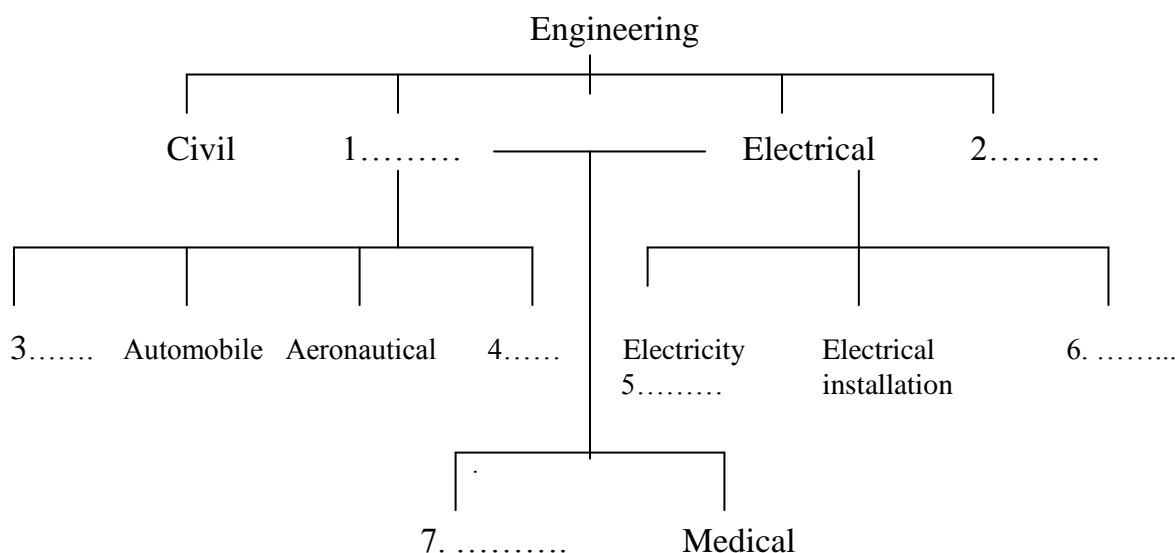 Engineering
Civil 1……… Electrical 2……….
3……. Automobile Aeronautical 4…… Electricity Electrical 6. ……...
5……… installation
7. ………. Medical